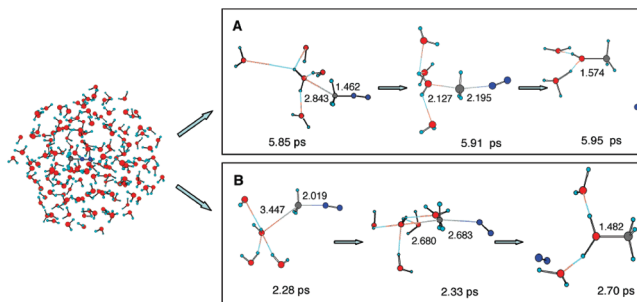 A
1.462
2.843
2.127
2.195
1.574
5.85 ps
5.91 ps
5.95 ps
B
2.019
3.447
2.680
2.683
1.482
2.28 ps
2.33 ps
2.70 ps